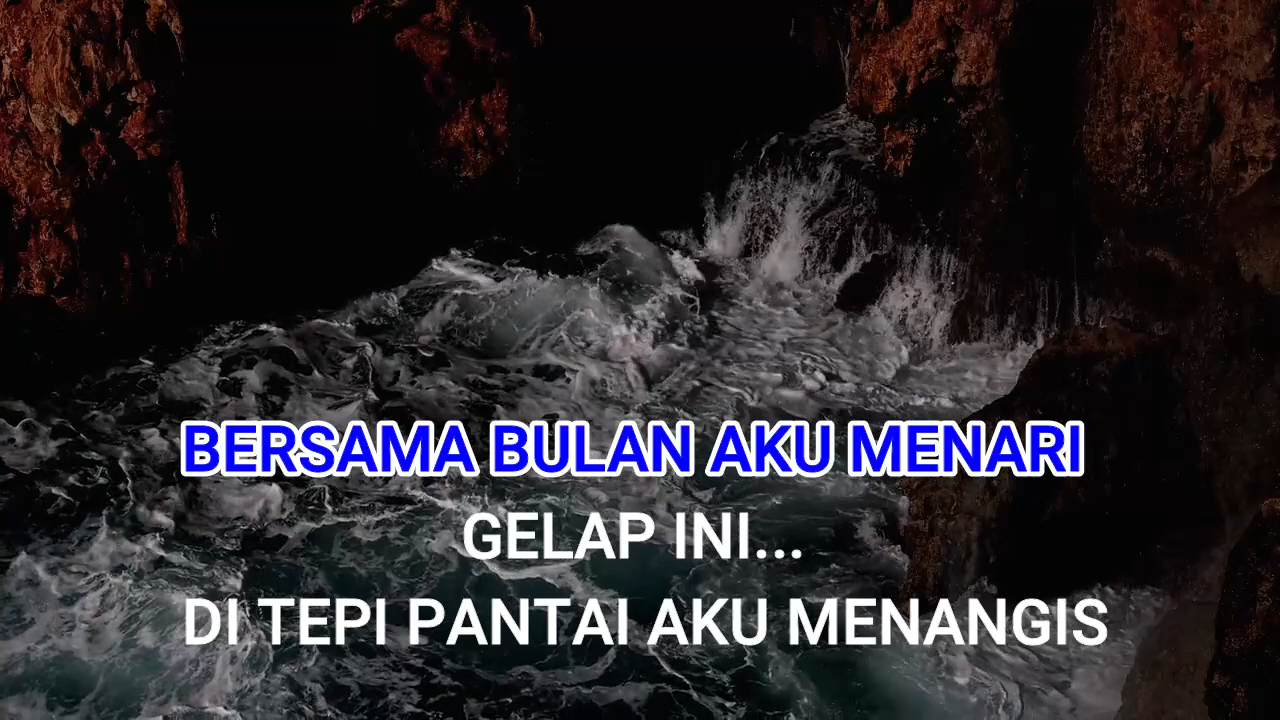 BERSAMA BULAN AKU MENARI
GELAP INI...
DI TEPI PANTAI AKU MENANGIS